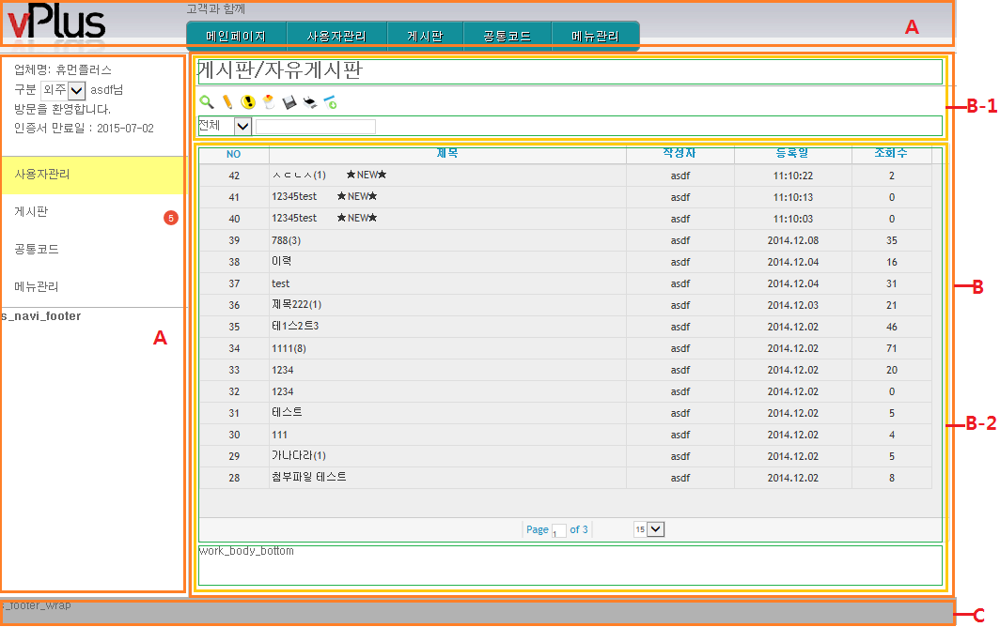 고객과 함께
vPlus
메인페이지 사용자관리 게시판 공통코드 메뉴관리
A
업체명: 휴먼플러스
구분 외주 asdf님
방문을 환영합니다.
인증서 만료일 : 2015-07-02
사용자관리
게시판 5
공통코드
메뉴관리
s_navi_footer
A
게시판/자유게시판
전체
B-1
NO 제목 작성자 등록일 조회수
42 ㅅㄷㄴㅅ(1) ★NEW★ asdf 11:10:22 2
41 12345test ★NEW★ asdf 11:10:13 0
40 12345test ★NEW★ asdf 11:10:03 0
39 788(3) asdf 2014.12.08 35
38 이력 asdf 2014.12.04 16
37 test asdf 2014.12.04 31
36 제목222(1) asdf 2014.12.03 21
35 테1스2트3 asdf 2014.12.02 46
34 1111(8) asdf 2014.12.02 71
33 1234 asdf 2014.12.02 20
32 1234 asdf 2014.12.02 0
31 테스트 asdf 2014.12.02 5
30 111 asdf 2014.12.02 4
29 가나다라(1) asdf 2014.12.02 5
28 첨부파일 테스트 asdf 2014.12.02 8
B
B-2
Page 1 of 3 15
work_body_bottom
s_footer_wrap
C